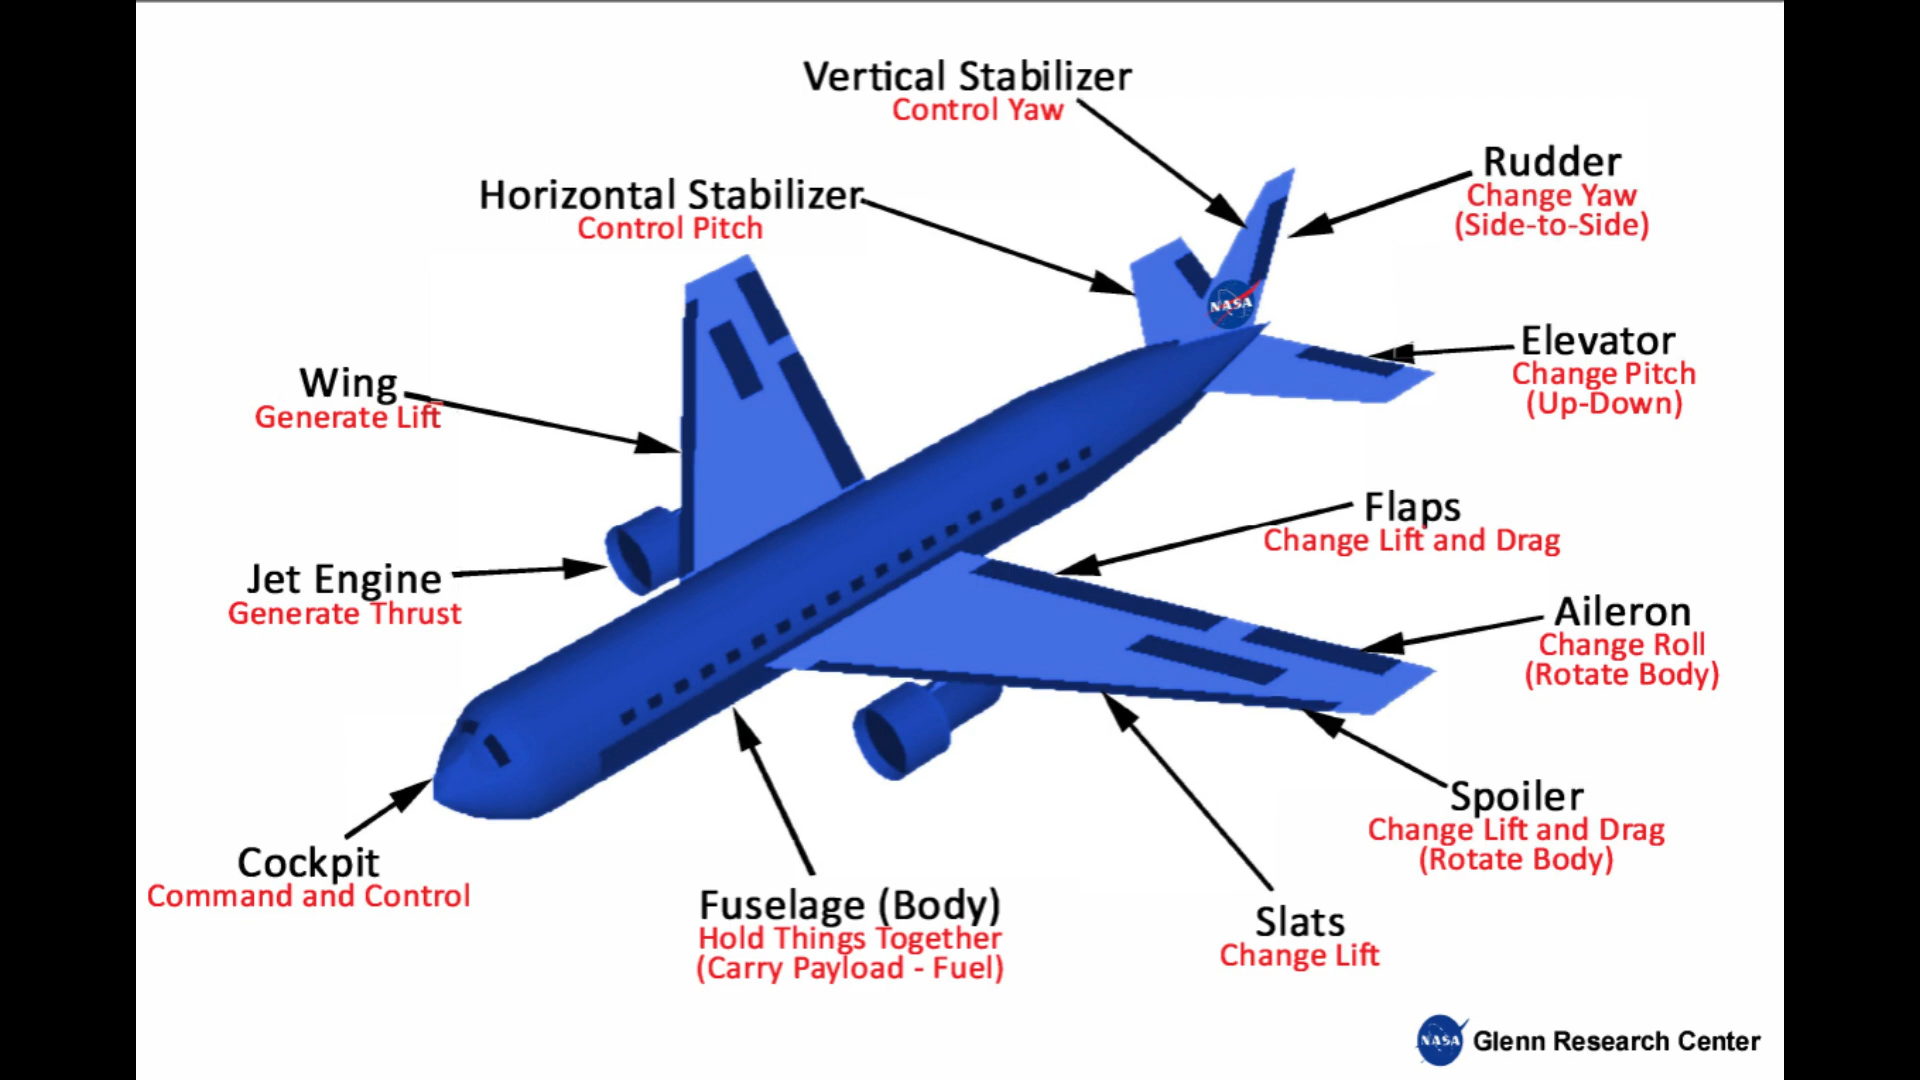 Vertical Stabilizer
Control Yaw
Rudder
Change Yaw
(Side-to-Side)
Horizontal Stabilizer
Control Pitch
NASA
Elevator
Change Pitch
(Up-Down)
Wing
Generate Lift
Flaps
Change Lift and Drag
Jet Engine
Generate Thrust
Aileron
Change Roll
(Rotate Body)
Spoiler
Change Lift and Drag
(Rotate Body)
Cockpit
Command and Control
Fuselage (Body)
Hold Things Together
(Carry Payload - Fuel)
Slats
Change Lift
NASA Glenn Research Center